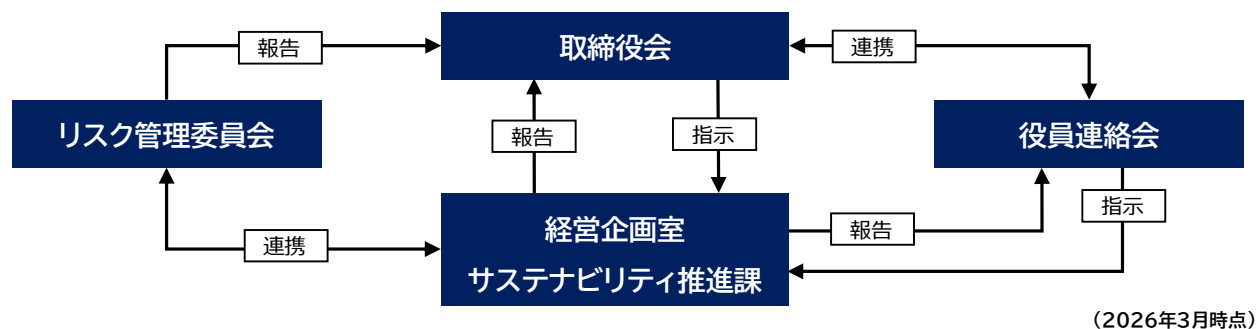 報告
取締役会
連携
リスク管理委員会
報告
指示
役員連絡会
指示
連携
経営企画室
サステナビリティ推進課
報告
(2026年3月時点)